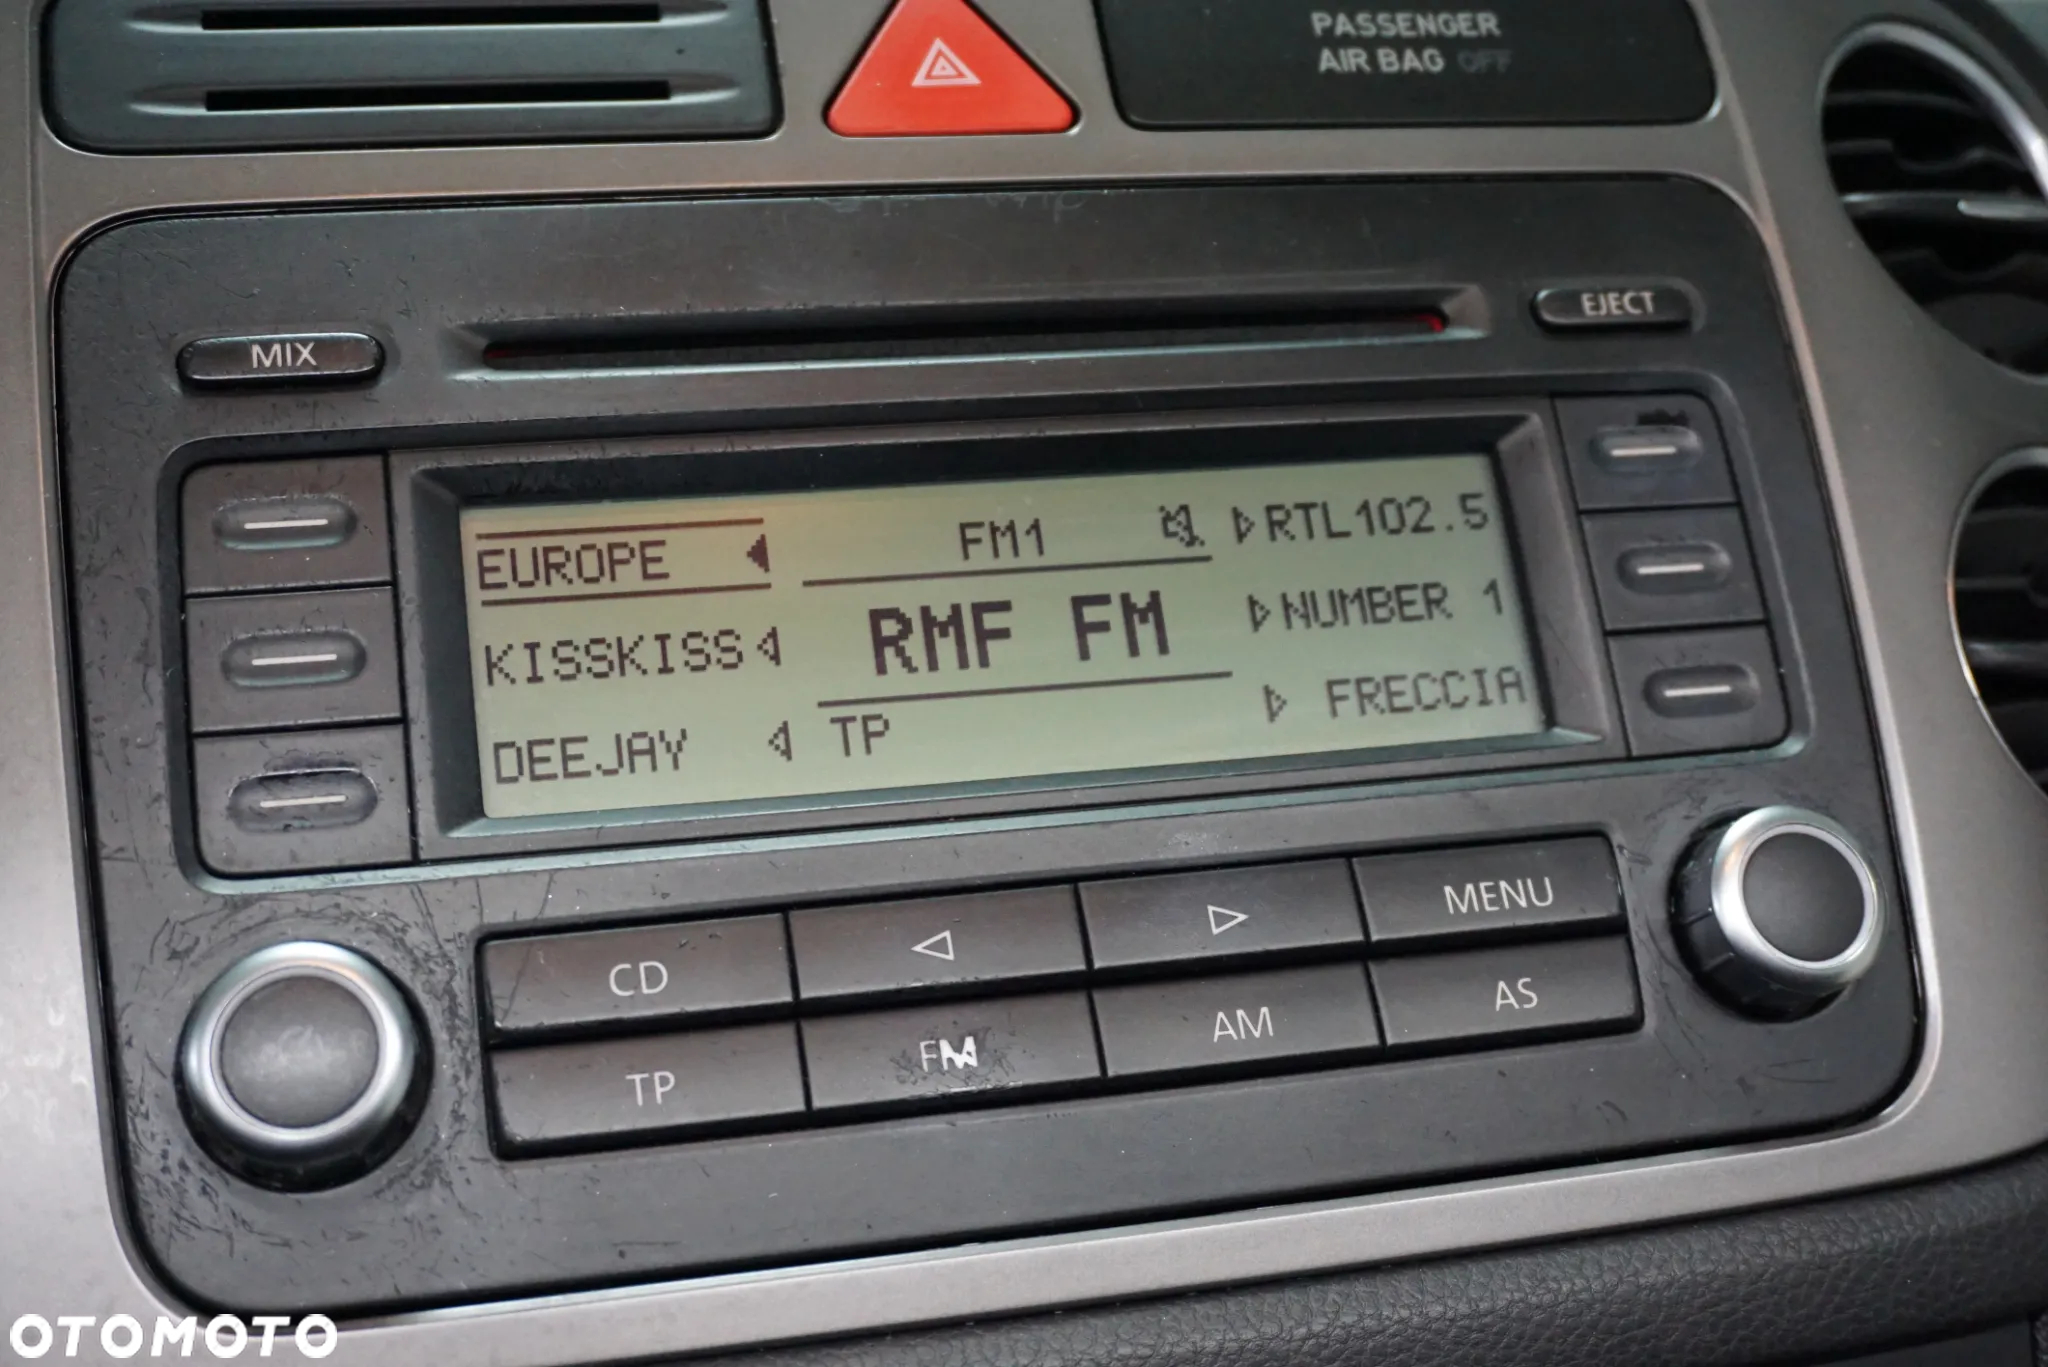 PASSENGER
AIR BAG OFF
MIX
EJECT
EUROPE
KISSKISS
DEEJAY
FM1
RMF FM
TP
RTL102.5
NUMBER 1
FRECCIA
CD
MENU
TP
FM
AM
AS
OTOMOTO